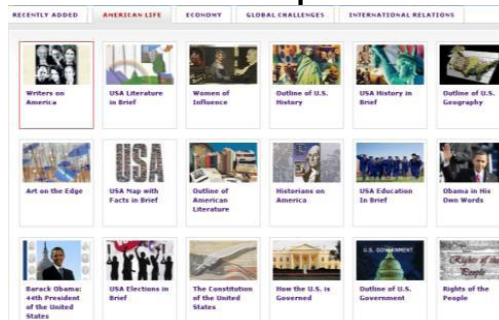 RECENTLY ADDED AMERICAN LIFE ECONOMY GLOBAL CHALLENGES INTERNATIONAL RELATIONS
Writers on America
USA Literature in Brief
Women of Influence
Outline of U.S. History
USA History in Brief
Outline of U.S. Geography
Art on the Edge
USA
USA Map with Facts in Brief
Outline of American Literature
Historians on America
USA Education In Brief
Obama in His Own Words
Barack Obama: 44th President of the United States
USA Elections in Brief
The Constitution of the United States
How the U.S. is Governed
U.S. GOVERNMENT
Outline of U.S. Government
Rights of the People
Rights of the People